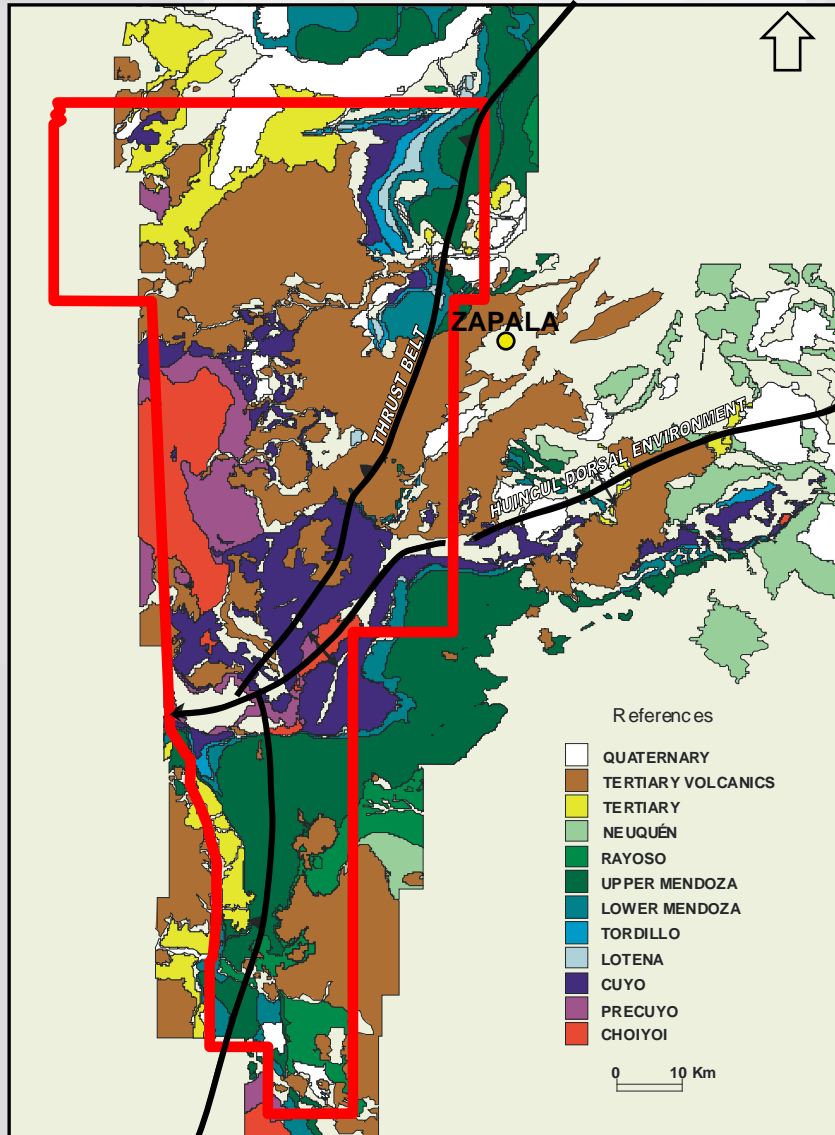 ZAPALA
THRUST BELT
HUINCUL DORSAL ENVIRONMENT
References
QUATERNARY
TERTIARY VOLCANICS
TERTIARY
NEUQUÉN
RAYOSO
UPPER MENDOZA
LOWER MENDOZA
TORDILLO
LOTENA
CUYO
PRECUYO
CHOIYOI
0 10 Km